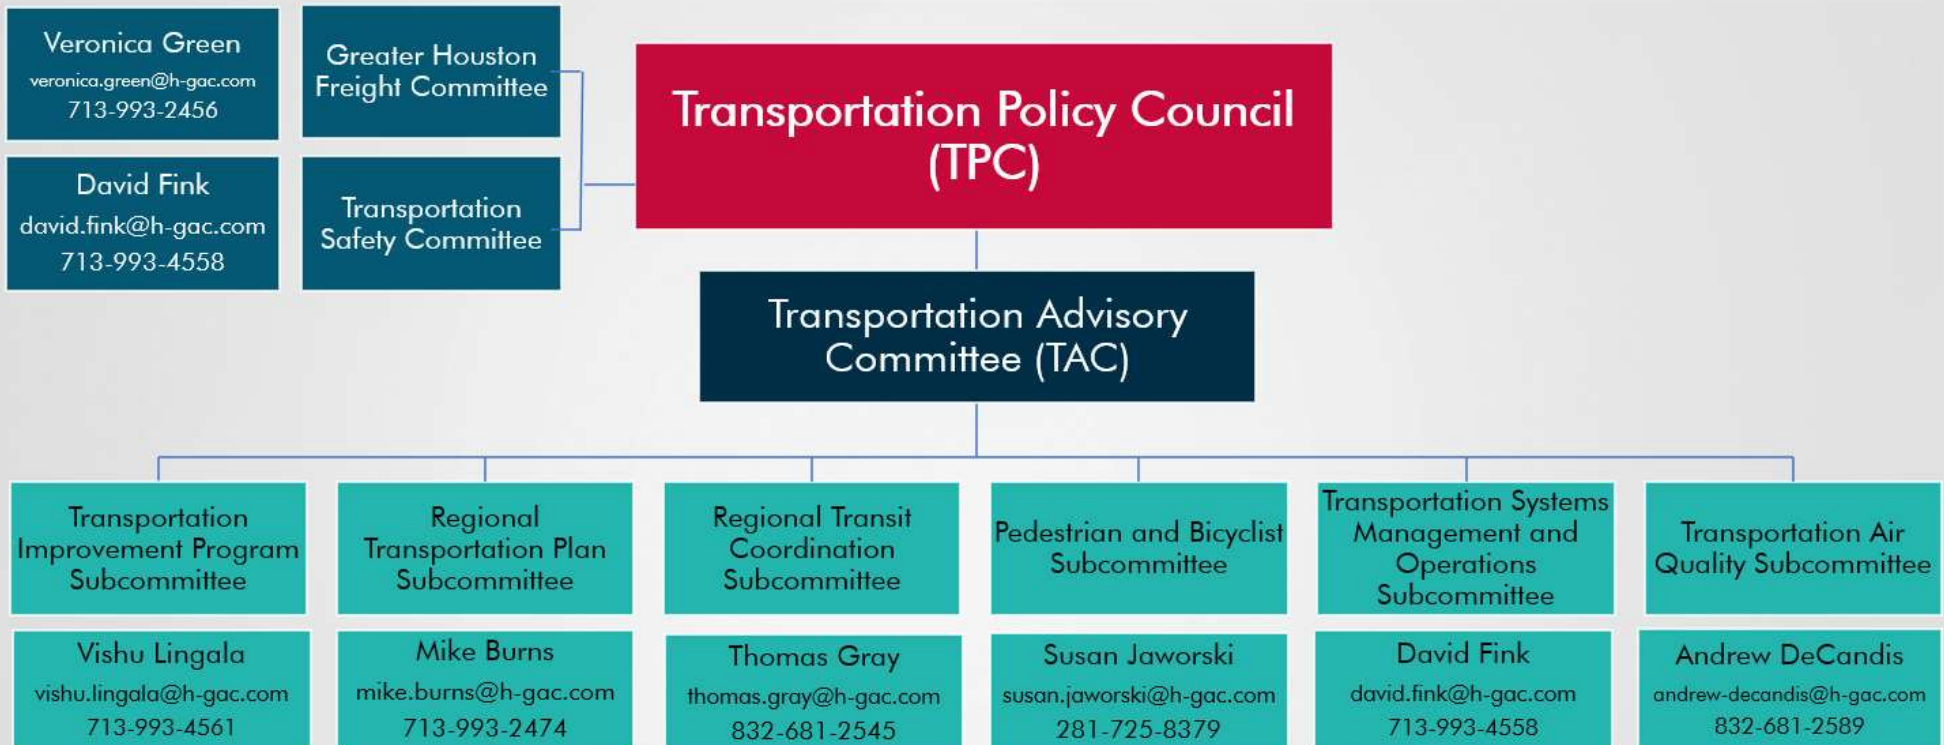 Veronica Green
veronica.green@h-gac.com
713-993-2456
Greater Houston
Freight Committee
David Fink
david.fink@h-gac.com
713-993-4558
Transportation
Safety Committee
Transportation Policy Council
(TPC)
Transportation Advisory
Committee (TAC)
Transportation
Improvement Program
Subcommittee
Vishu Lingala
vishu.lingala@h-gac.com
713-993-4561
Regional
Transportation Plan
Subcommittee
Mike Burns
mike.burns@h-gac.com
713-993-2474
Regional Transit
Coordination
Subcommittee
Thomas Gray
thomas.gray@h-gac.com
832-681-2545
Pedestrian and Bicyclist
Subcommittee
Susan Jaworski
susan.jaworski@h-gac.com
281-725-8379
Transportation Systems
Management and
Operations
Subcommittee
David Fink
david.fink@h-gac.com
713-993-4558
Transportation Air
Quality Subcommittee
Andrew DeCandis
andrew-decandis@h-gac.com
832-681-2589